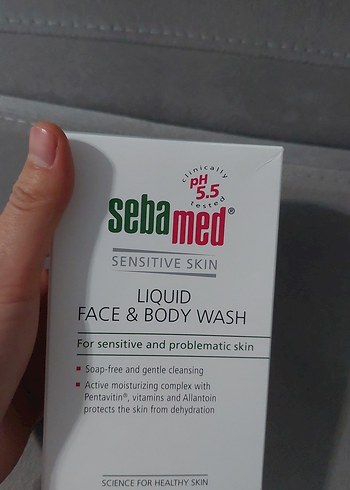 clinically
pH
5.5
tested
sebamed®
SENSITIVE SKIN
LIQUID
FACE & BODY WASH
For sensitive and problematic skin
Soap-free and gentle cleansing
Active moisturizing complex with
Pentavitin®, vitamins and Allantoin
protects the skin from dehydration
SCIENCE FOR HEALTHY SKIN